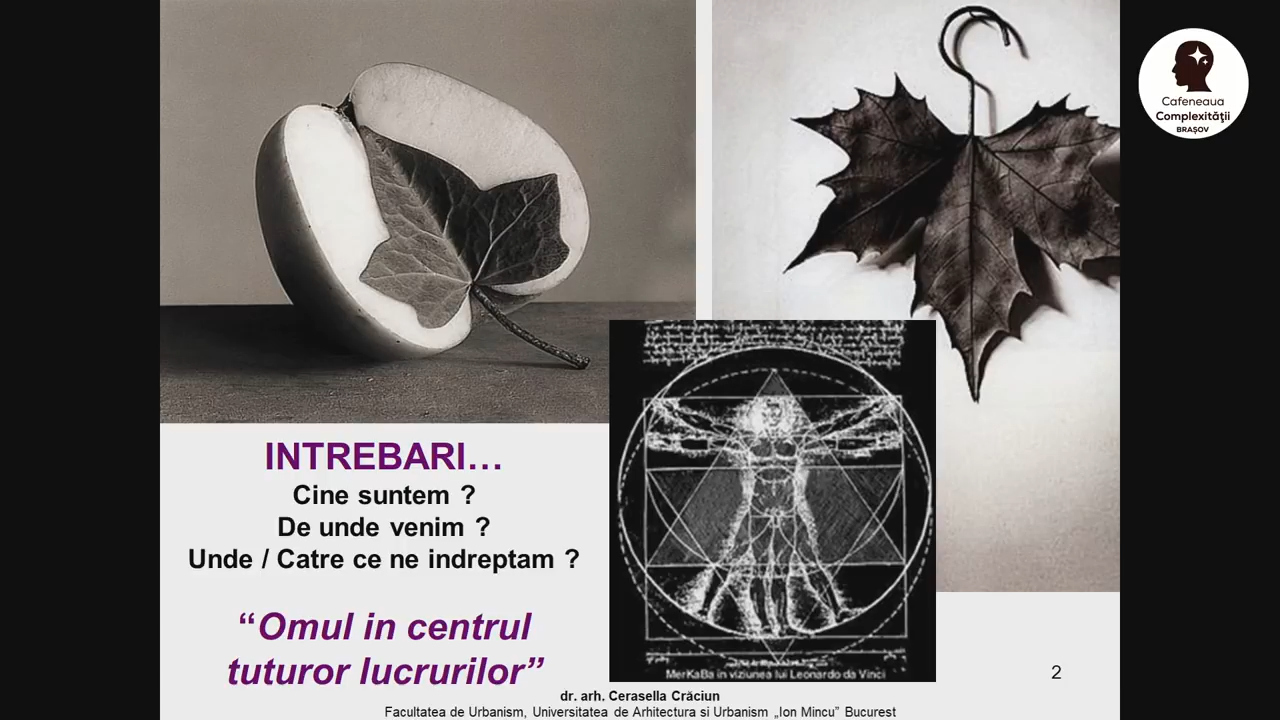 Cafeneaua
Complexității
BRAȘOV
INTREBARI…
Cine suntem ?
De unde venim ?
Unde / Catre ce ne indreptam ?
“Omul in centrul
tuturor lucrurilor”
MerKaBa in viziunea lui Leonardo da Vinci
2
dr. arh. Cerasella Crăciun
Facultatea de Urbanism, Universitatea de Arhitectura si Urbanism „Ion Mincu” Bucurest